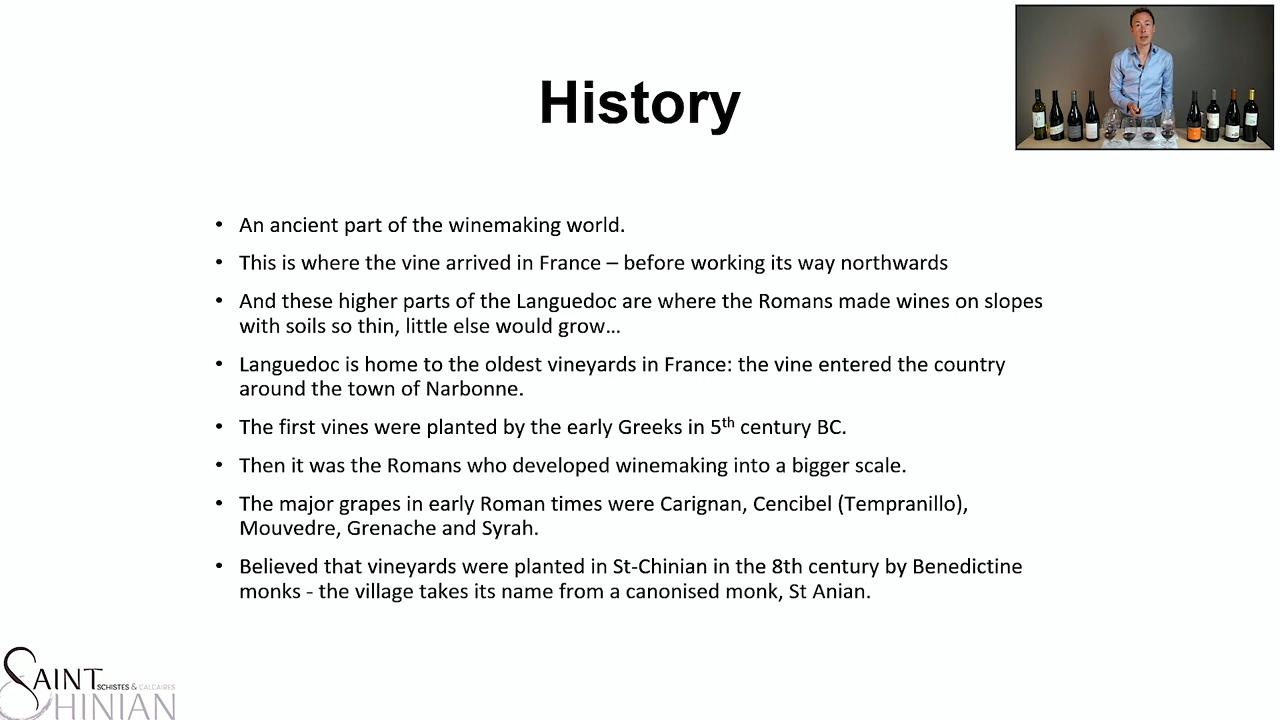 History
• An ancient part of the winemaking world.
• This is where the vine arrived in France – before working its way northwards
• And these higher parts of the Languedoc are where the Romans made wines on slopes
with soils so thin, little else would grow…
• Languedoc is home to the oldest vineyards in France: the vine entered the country
around the town of Narbonne.
• The first vines were planted by the early Greeks in 5th century BC.
• Then it was the Romans who developed winemaking into a bigger scale.
• The major grapes in early Roman times were Carignan, Cencibel (Tempranillo),
Mouvedre, Grenache and Syrah.
• Believed that vineyards were planted in St-Chinian in the 8th century by Benedictine
monks - the village takes its name from a canonised monk, St Anian.
SAINT SCHISTES & CALCAIRES
CHINIAN